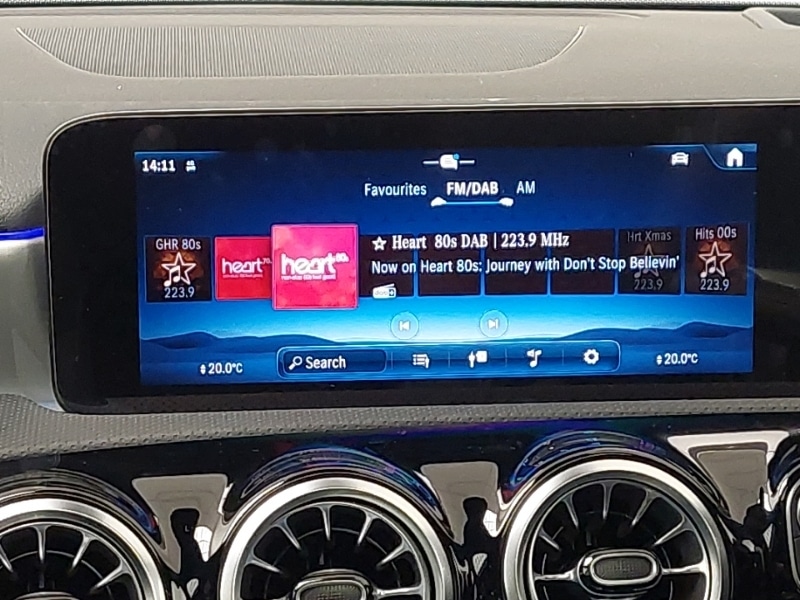 14:11
Favourites FM/DAB AM
GHR 80s
223.9
heart 70s
heart 80s
☆ Heart 80s DAB | 223.9 MHz
Now on Heart 80s: Journey with Don't Stop Believin'
Hrt Xmas
223.9
Hits 00s
223.9
20.0°C
Search
20.0°C